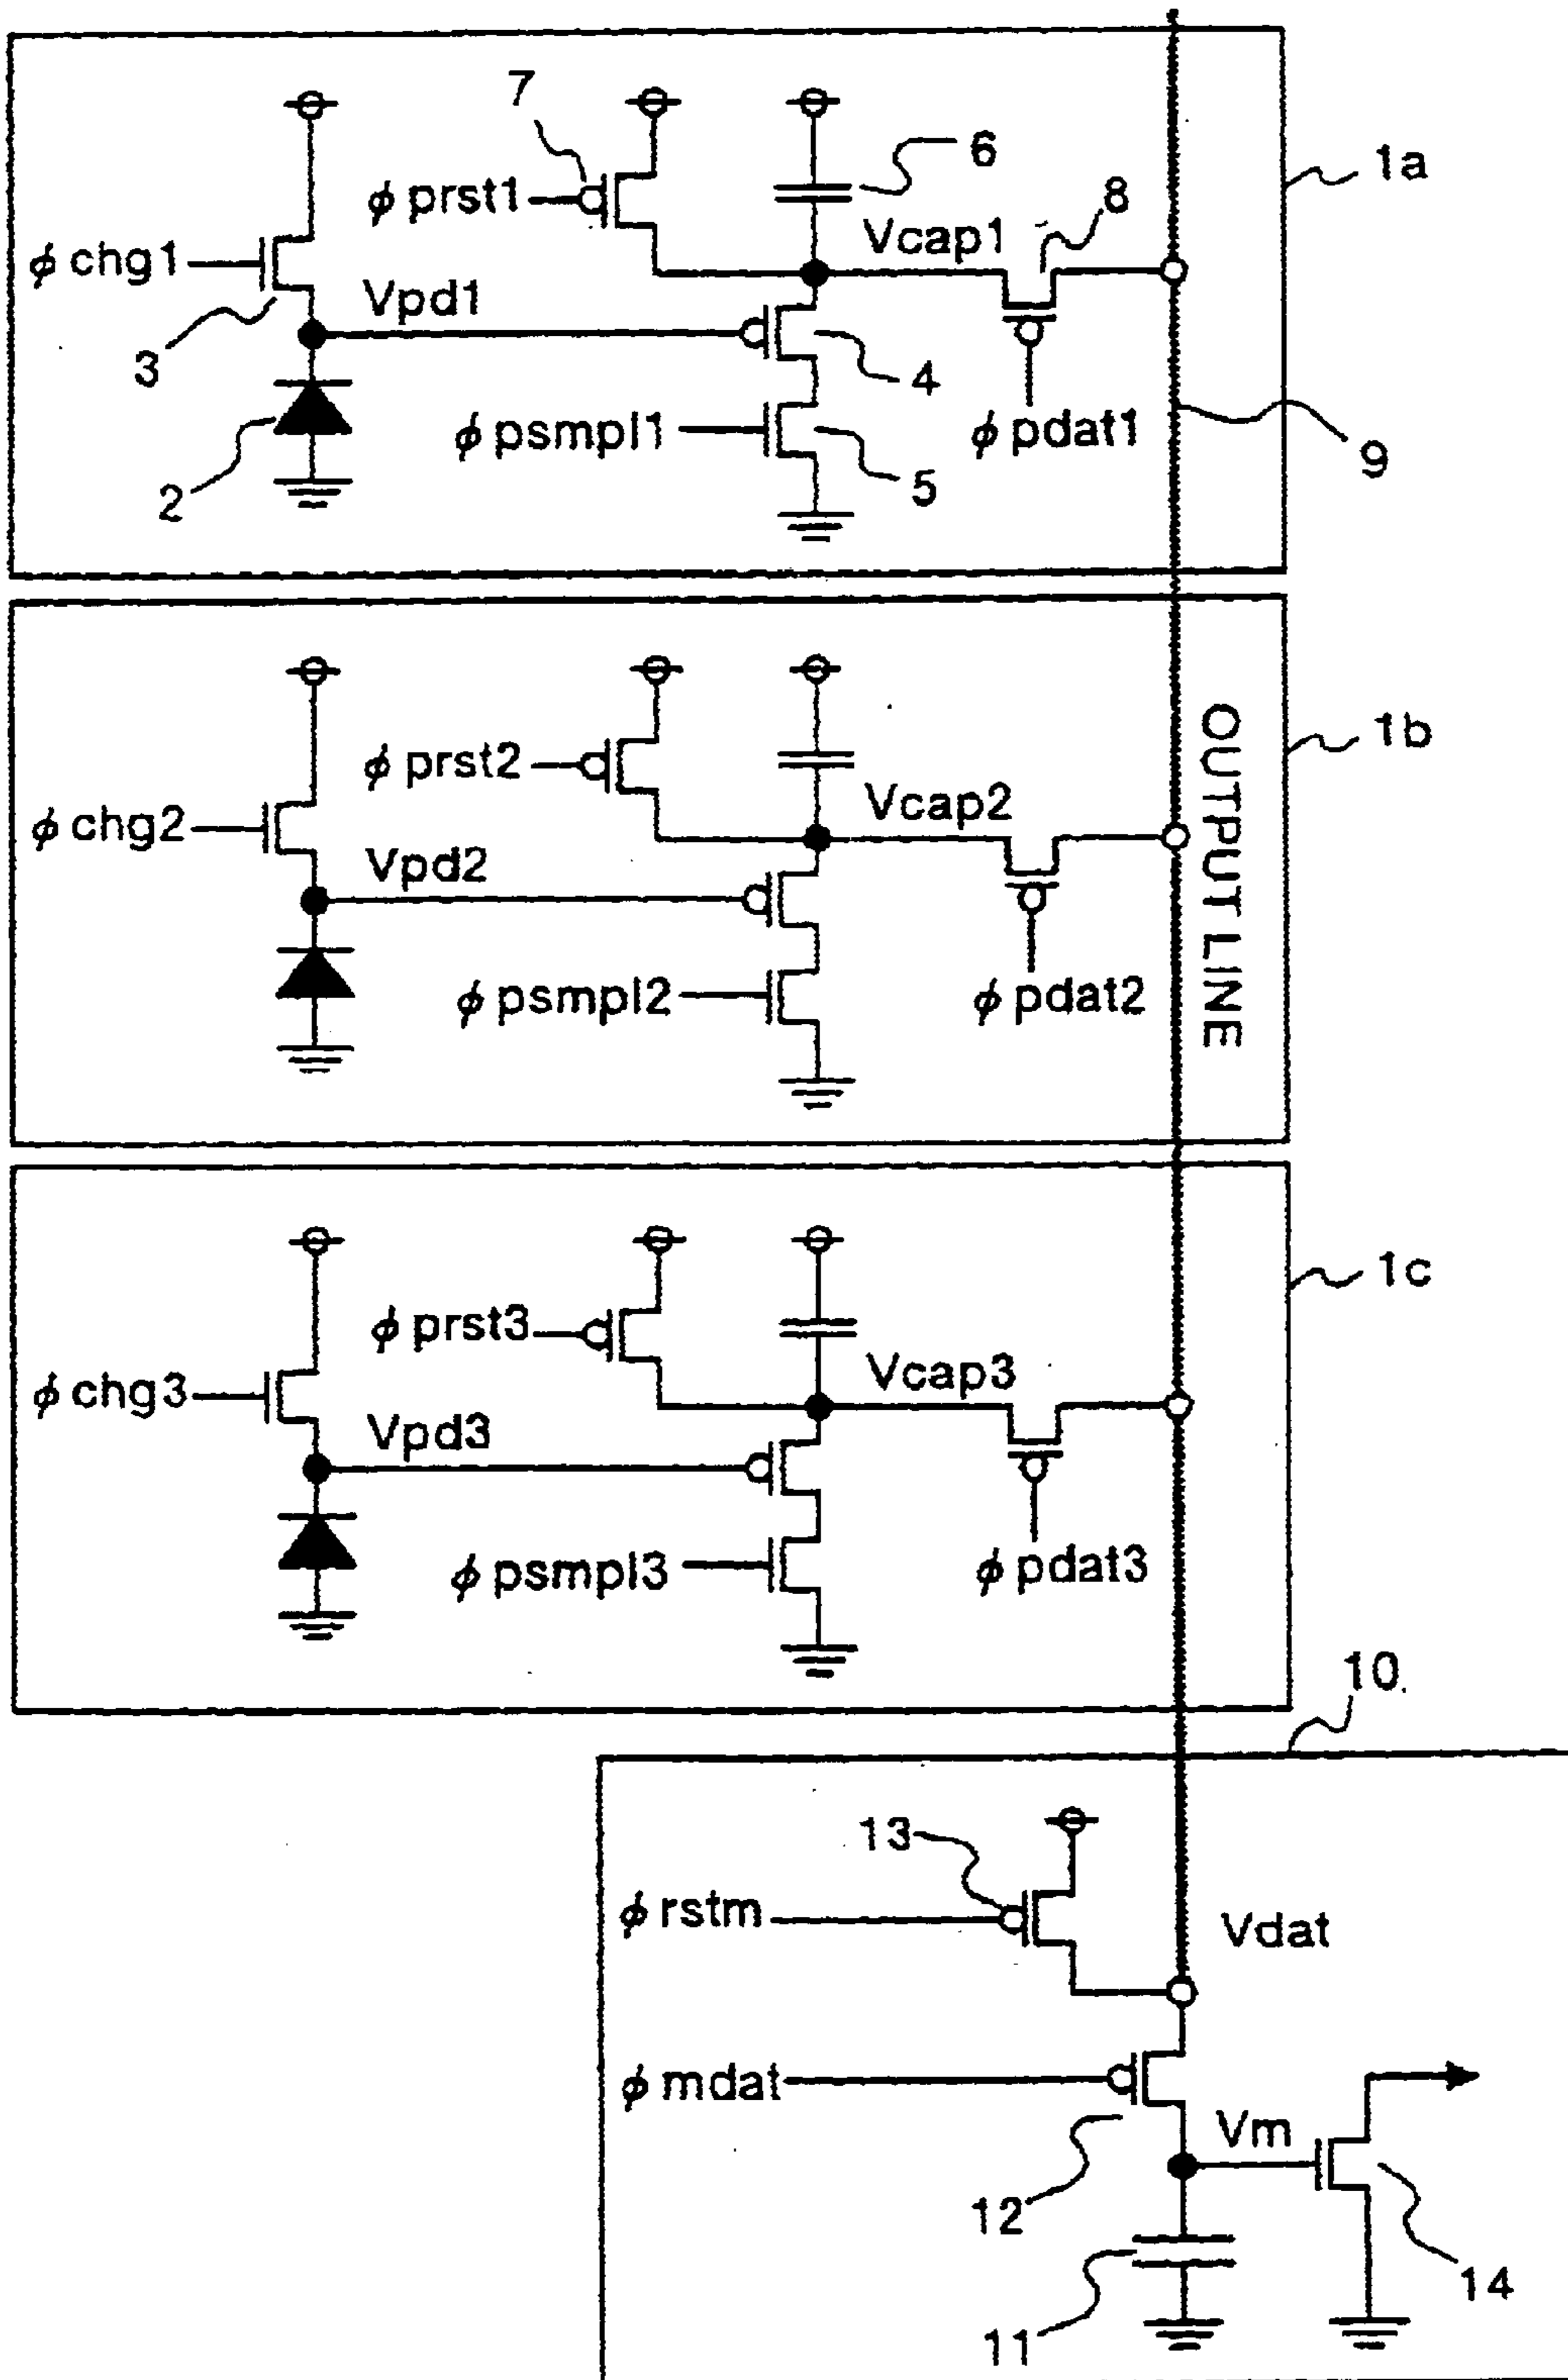 7
6
1a
ϕ prst1
8
ϕ chg1
Vcap1
Vpd1
3
4
ϕ psmpl1
ϕ pdat1
9
2
5
1b
OUTPUT LINE
ϕ prst2
Vcap2
ϕ chg2
Vpd2
ϕ psmpl2
ϕ pdat2
1c
ϕ prst3
Vcap3
ϕ chg3
Vpd3
ϕ psmpl3
ϕ pdat3
10
13
ϕ rstm
Vdat
ϕ mdat
Vm
12
14
11